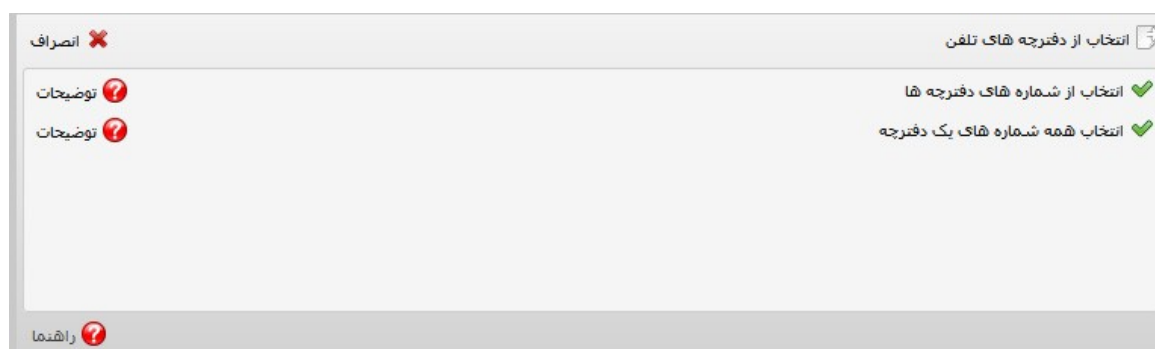 انتخاب از دفترچه های تلفن
انصراف
انتخاب از شماره های دفترچه ها
توضیحات
انتخاب همه شماره های یک دفترچه
توضیحات
راهنما